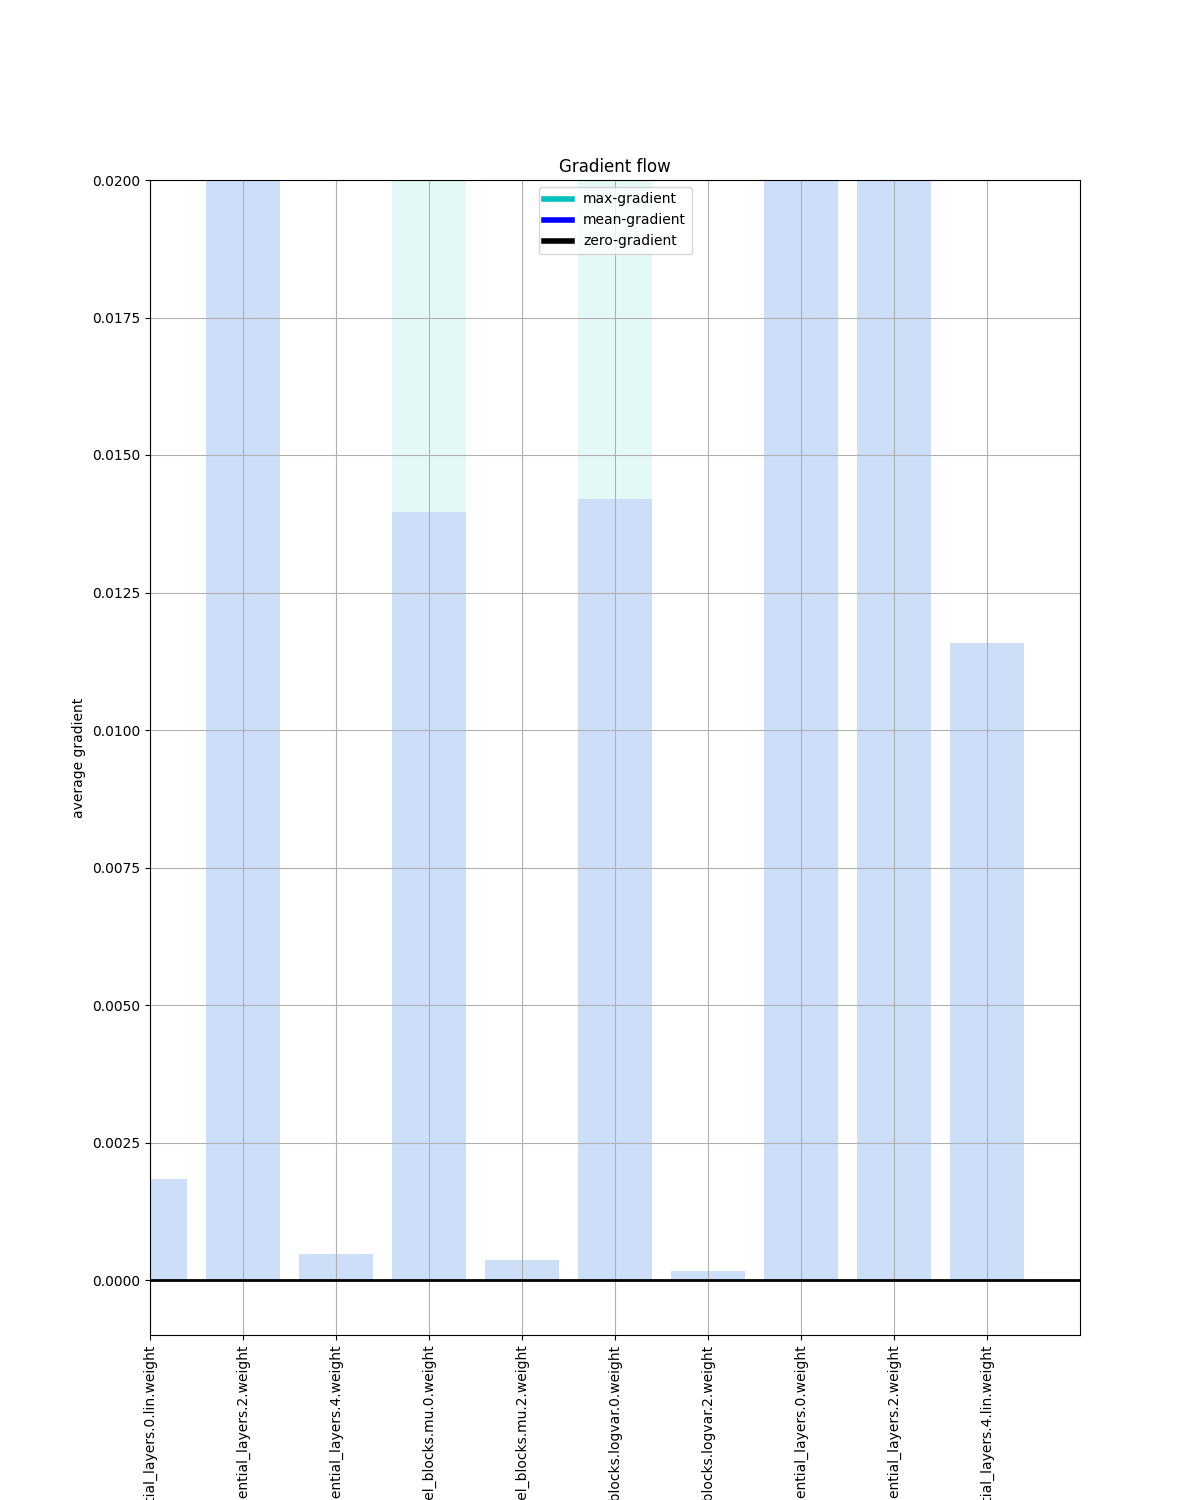 Gradient flow
max-gradient
mean-gradient
zero-gradient
0.0200
0.0175
0.0150
0.0125
0.0100
0.0075
0.0050
0.0025
0.0000
average gradient
tial_layers.0.lin.weight
ential_layers.2.weight
ential_layers.4.weight
el_blocks.mu.0.weight
el_blocks.mu.2.weight
blocks.logvar.0.weight
blocks.logvar.2.weight
ential_layers.0.weight
ential_layers.2.weight
tial_layers.4.lin.weight